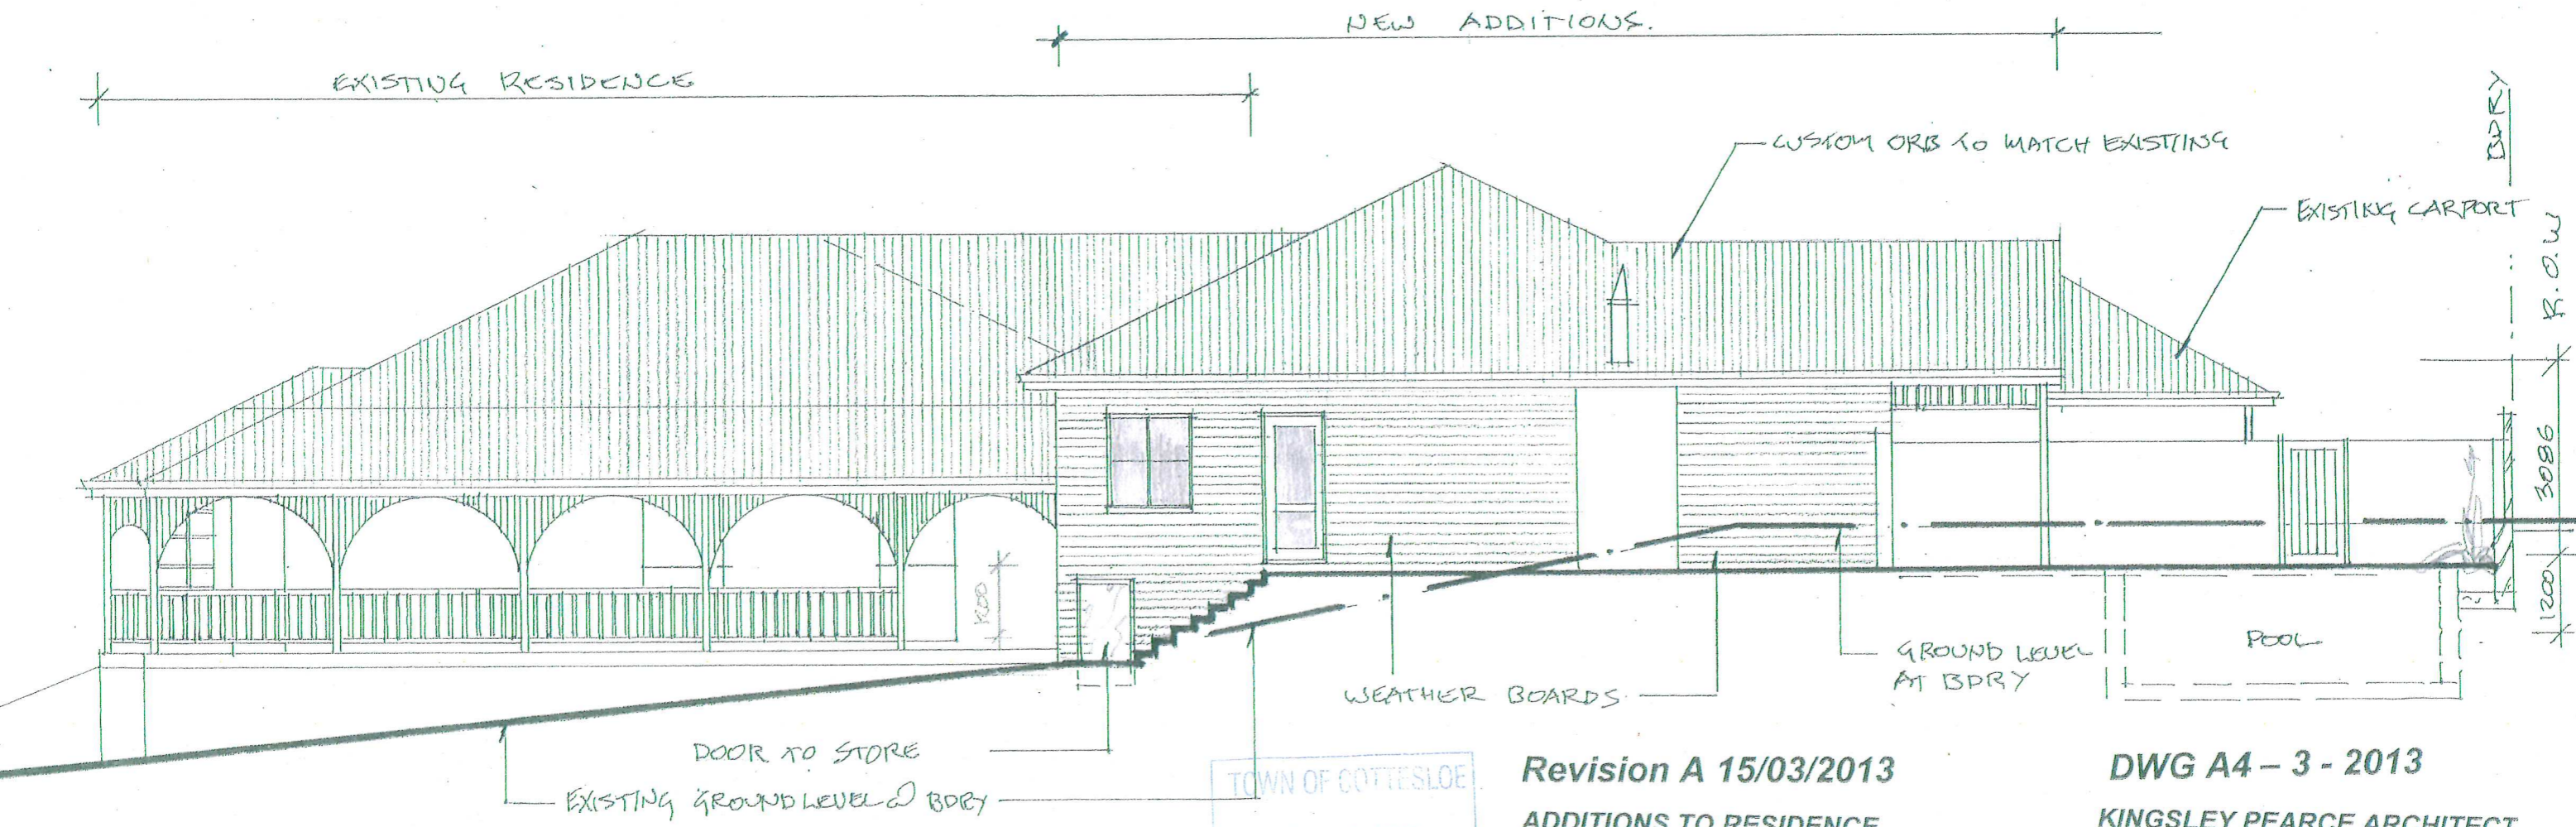 NEW ADDITIONS.
EXISTING RESIDENCE
BDRY
CUSTOM ORB TO MATCH EXISTIING
EXISTING CARPORT
R.O.W
3086
1200
1200
POOL
GROUND LEVEL
AT BDRY
WEATHER BOARDS
DOOR TO STORE
EXISTING GROUND LEVEL @ BDRY
TOWN OF COTTESLOE
Revision A 15/03/2013
DWG A4 – 3 - 2013
ADDITIONS TO RESIDENCE
KINGSLEY PEARCE ARCHITECT